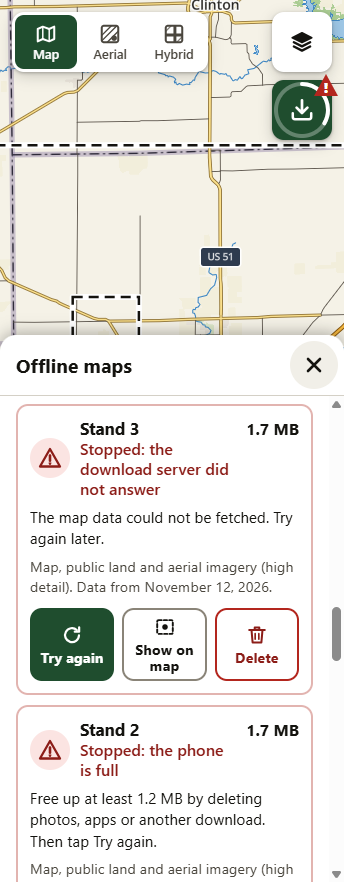 Clinton
Map
Aerial
Hybrid
US 51
Offline maps
Stand 3
1.7 MB
Stopped: the
download server did
not answer
The map data could not be fetched. Try
again later.
Map, public land and aerial imagery (high
detail). Data from November 12, 2026.
Try again
Show on
map
Delete
Stand 2
1.7 MB
Stopped: the phone
is full
Free up at least 1.2 MB by deleting
photos, apps or another download.
Then tap Try again.
Map, public land and aerial imagery (high